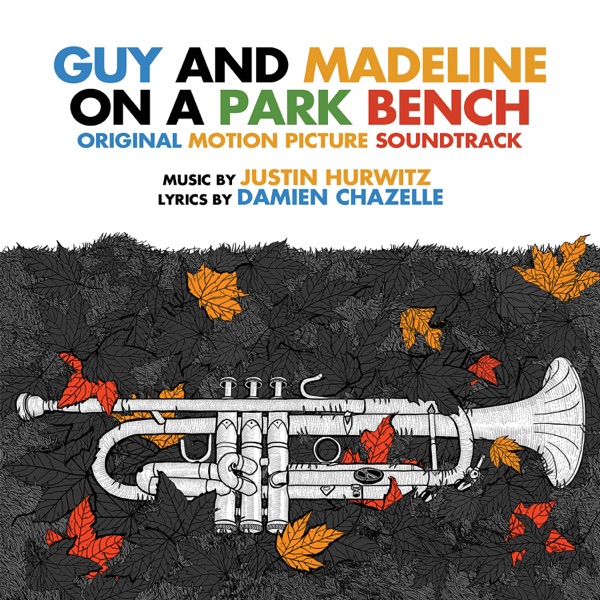 GUY AND MADELINE
ON A PARK BENCH
ORIGINAL MOTION PICTURE SOUNDTRACK
MUSIC BY JUSTIN HURWITZ
LYRICS BY DAMIEN CHAZELLE